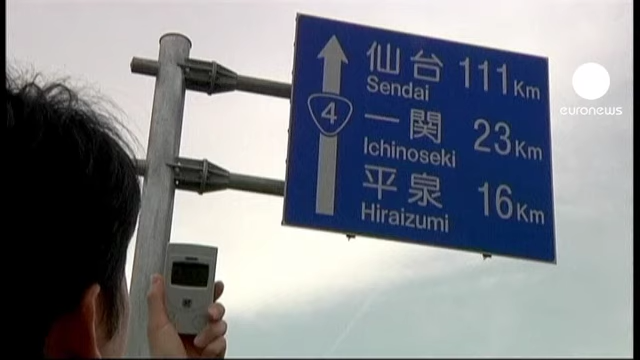 仙台 111Km
Sendai
4
一関 23Km
Ichinoseki
平泉 16Km
Hiraizumi
euronews